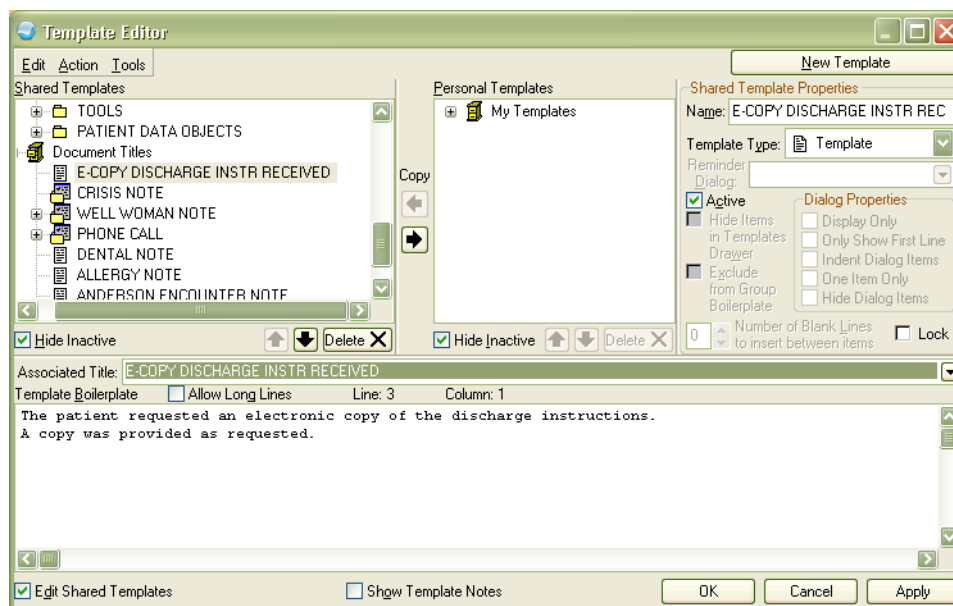 Template Editor
Edit Action Tools
New Template
Shared Templates
TOOLS
PATIENT DATA OBJECTS
Document Titles
E-COPY DISCHARGE INSTR RECEIVED
CRISIS NOTE
WELL WOMAN NOTE
PHONE CALL
DENTAL NOTE
ALLERGY NOTE
ANDERSON ENCOUNTER NOTE
Hide Inactive
Delete
Copy
Personal Templates
My Templates
Hide Inactive
Delete
Shared Template Properties
Name: E-COPY DISCHARGE INSTR REC
Template Type: Template
Reminder
Dialog:
Active
Hide Items
in Templates
Drawer
Exclude
from Group
Boilerplate
Dialog Properties
Display Only
Only Show First Line
Indent Dialog Items
One Item Only
Hide Dialog Items
0 Number of Blank Lines
to insert between items
Lock
Associated Title: E-COPY DISCHARGE INSTR RECEIVED
Template Boilerplate Allow Long Lines Line: 3 Column: 1
The patient requested an electronic copy of the discharge instructions.
A copy was provided as requested.
Edit Shared Templates Show Template Notes OK Cancel Apply